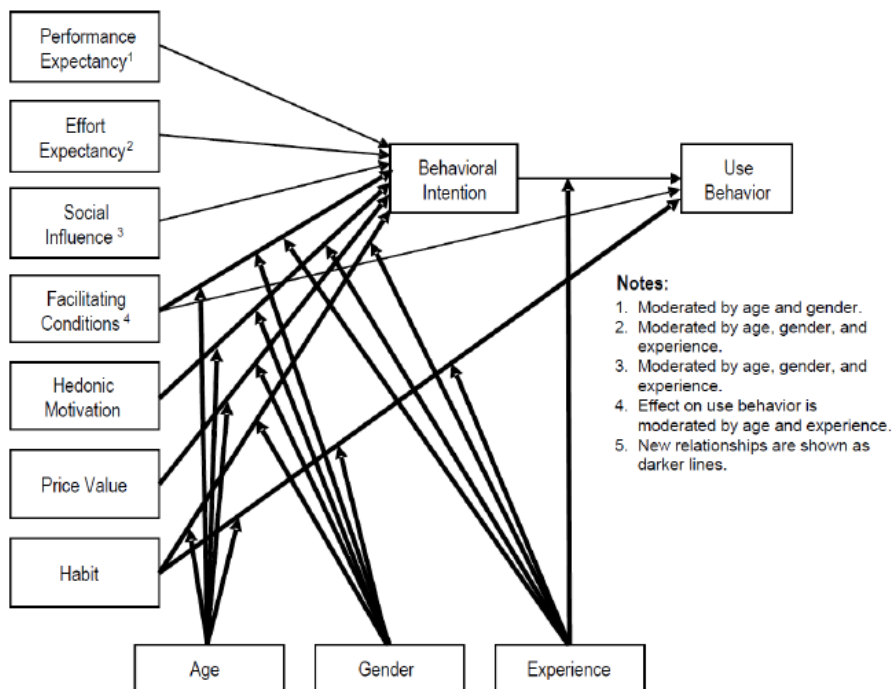 Performance
Expectancy1
Effort
Expectancy2
Social
Influence 3
Facilitating
Conditions 4
Hedonic
Motivation
Price Value
Habit
Behavioral
Intention
Use
Behavior
Notes:
1. Moderated by age and gender.
2. Moderated by age, gender, and
experience.
3. Moderated by age, gender, and
experience.
4. Effect on use behavior is
moderated by age and experience.
5. New relationships are shown as
darker lines.
Age
Gender
Experience